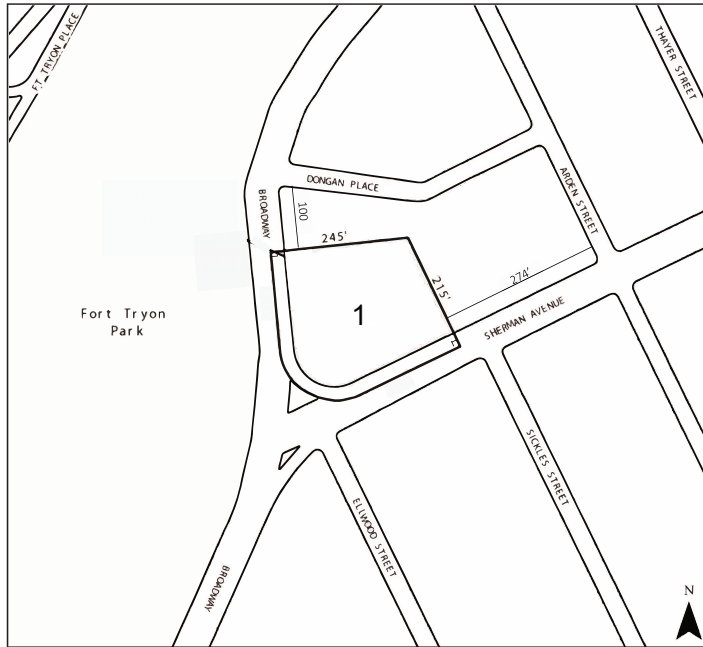 FT. TRYON PLACE
THAYER STREET
DONGAN PLACE
BROADWAY
100
ARDEN STREET
245'
215'
274'
Fort Tryon
Park
1
SHERMAN AVENUE
SICKLES STREET
ELLWOOD STREET
BROADWAY
N